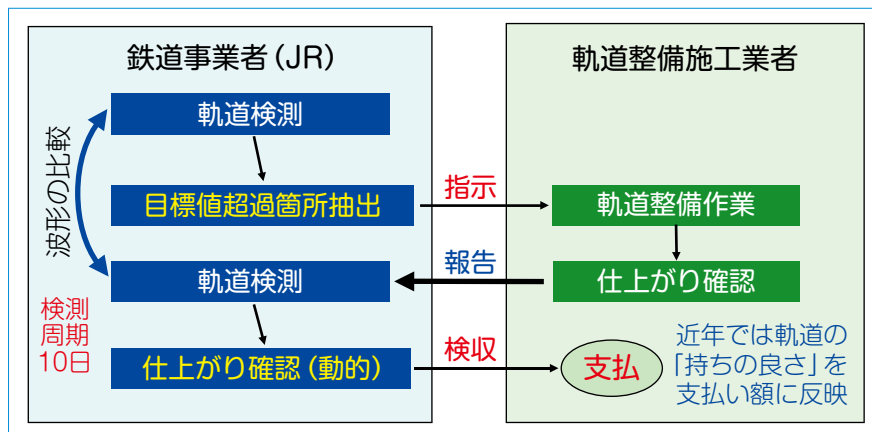 鉄道事業者(JR)
軌道検測
目標値超過箇所抽出
波形の比較
軌道検測
検測
周期
10日
仕上がり確認(動的)
指示
報告
検収
軌道整備施工業者
軌道整備作業
仕上がり確認
支払
近年では軌道の
「持ちの良さ」を
支払い額に反映